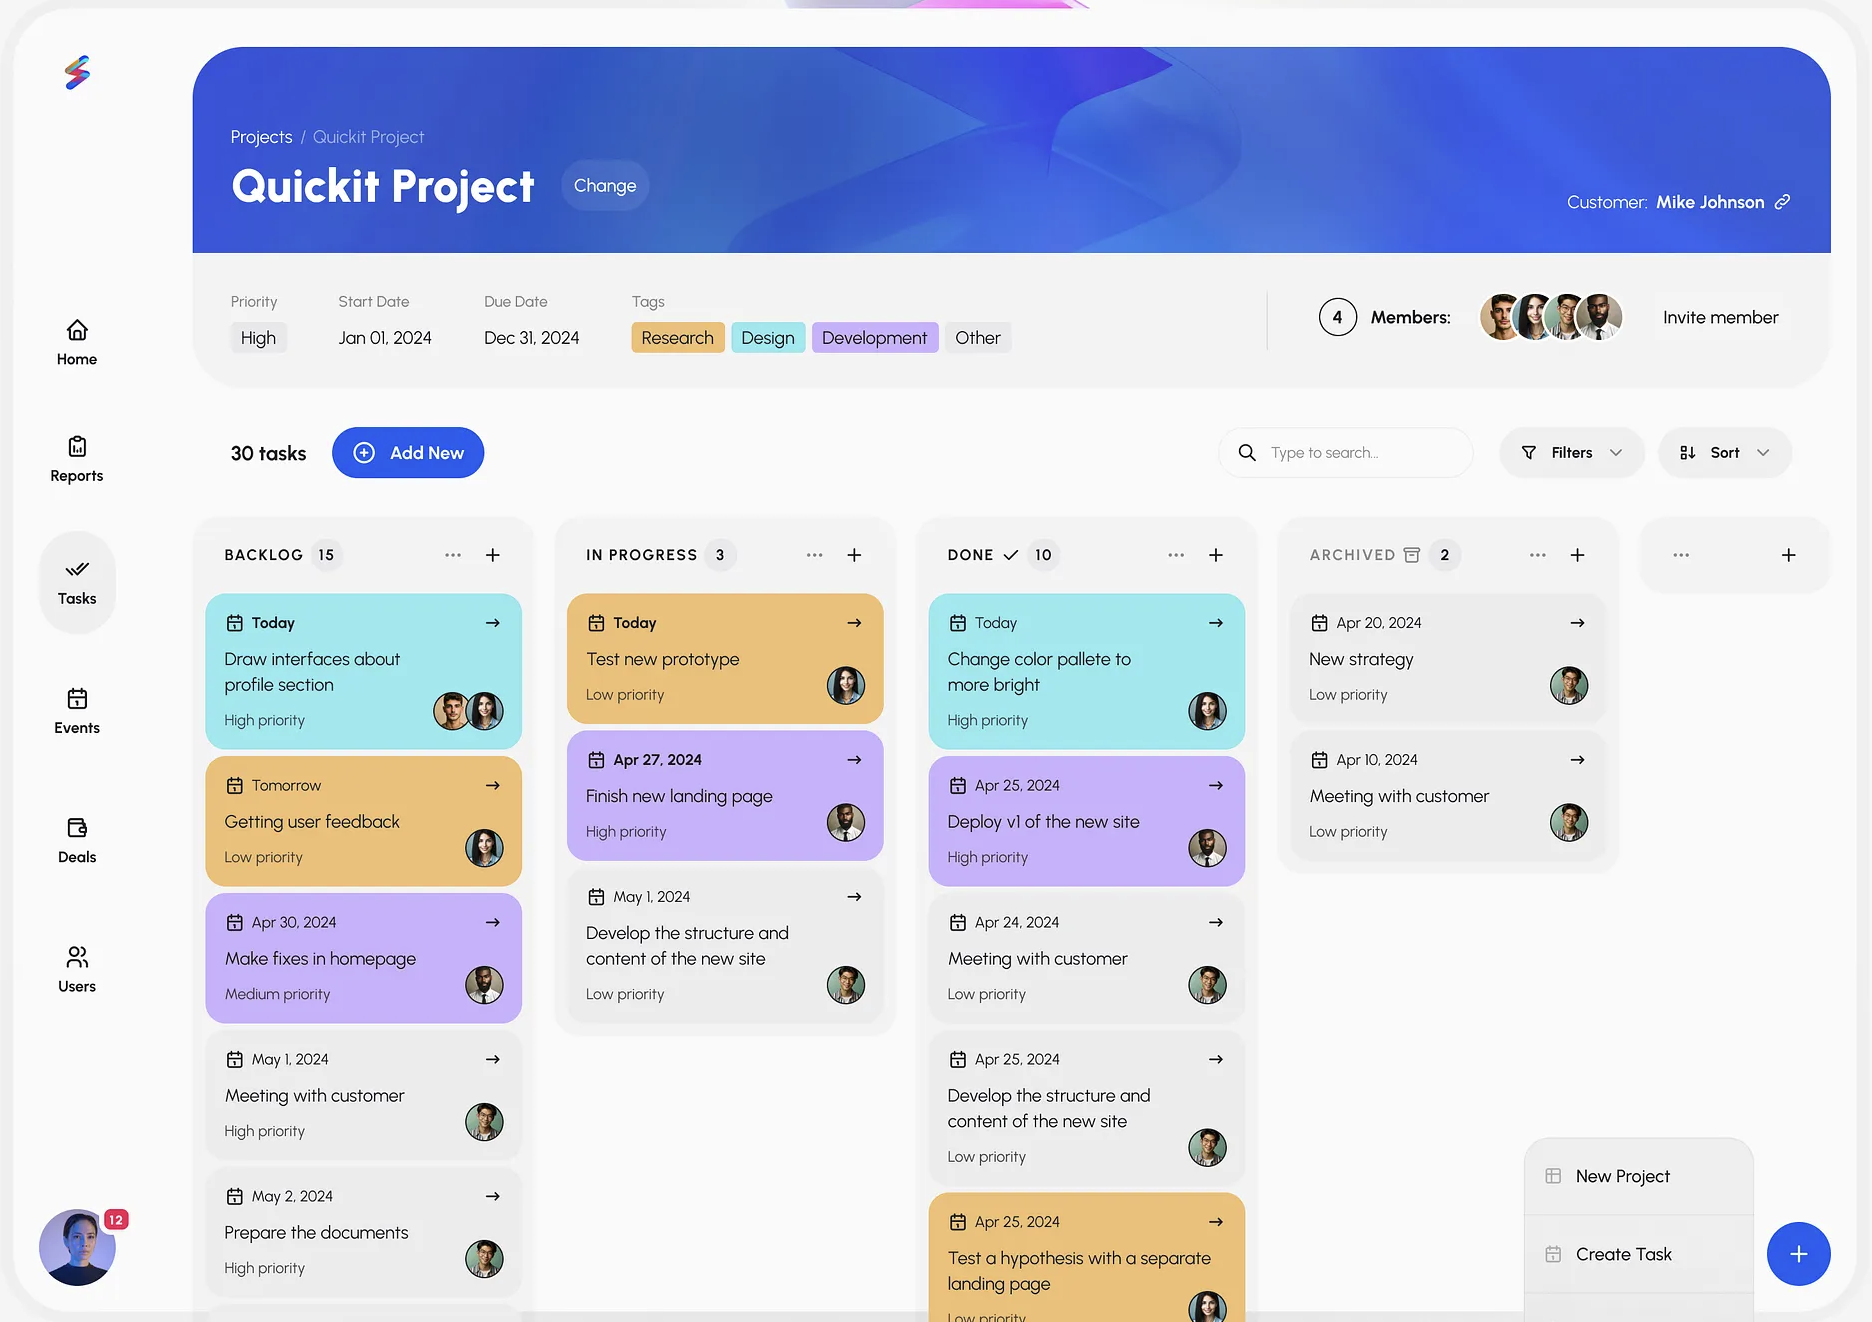 Projects / Quickit Project
Quickit Project
Change
Customer: Mike Johnson
Priority
Start Date
Due Date
Tags
High
Jan 01, 2024
Dec 31, 2024
Research
Design
Development
Other
4
Members:
Invite member
Home
Reports
Tasks
Events
Deals
Users
12
30 tasks
Add New
Type to search...
Filters
Sort
BACKLOG 15
Today
Draw interfaces about
profile section
High priority
Tomorrow
Getting user feedback
Low priority
Apr 30, 2024
Make fixes in homepage
Medium priority
May 1, 2024
Meeting with customer
High priority
May 2, 2024
Prepare the documents
High priority
IN PROGRESS 3
Today
Test new prototype
Low priority
Apr 27, 2024
Finish new landing page
High priority
May 1, 2024
Develop the structure and
content of the new site
Low priority
DONE 10
Today
Change color pallete to
more bright
High priority
Apr 25, 2024
Deploy v1 of the new site
High priority
Apr 24, 2024
Meeting with customer
Low priority
Apr 25, 2024
Develop the structure and
content of the new site
Low priority
Apr 25, 2024
Test a hypothesis with a separate
landing page
Low priority
ARCHIVED 2
Apr 20, 2024
New strategy
Low priority
Apr 10, 2024
Meeting with customer
Low priority
New Project
Create Task